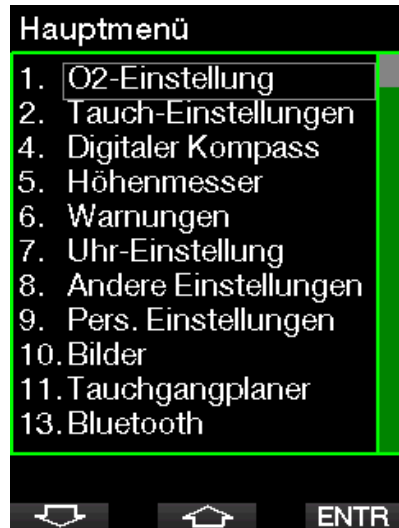 Hauptmenü
1. O2-Einstellung
2. Tauch-Einstellungen
4. Digitaler Kompass
5. Höhenmesser
6. Warnungen
7. Uhr-Einstellung
8. Andere Einstellungen
9. Pers. Einstellungen
10. Bilder
11. Tauchgangplaner
13. Bluetooth
ENTR